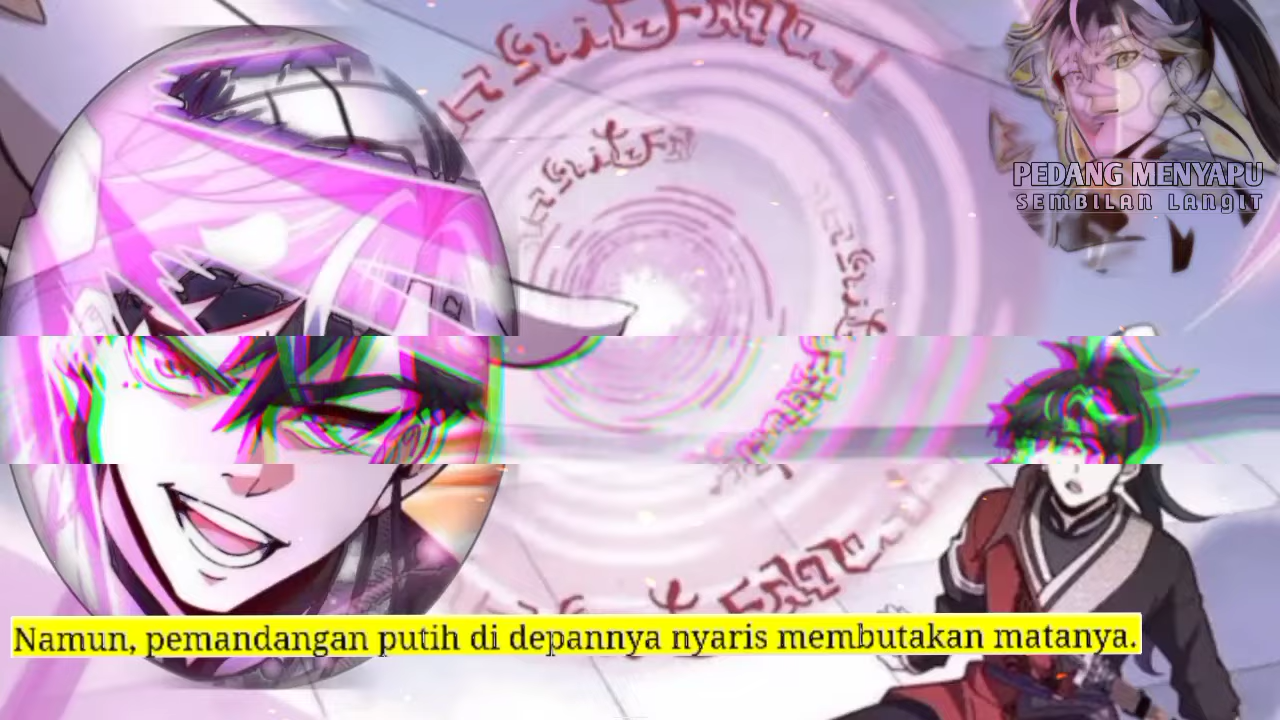 PEDANG MENYAPU
SEMBILAN LANGIT
Namun, pemandangan putih di depannya nyaris membutakan matanya.